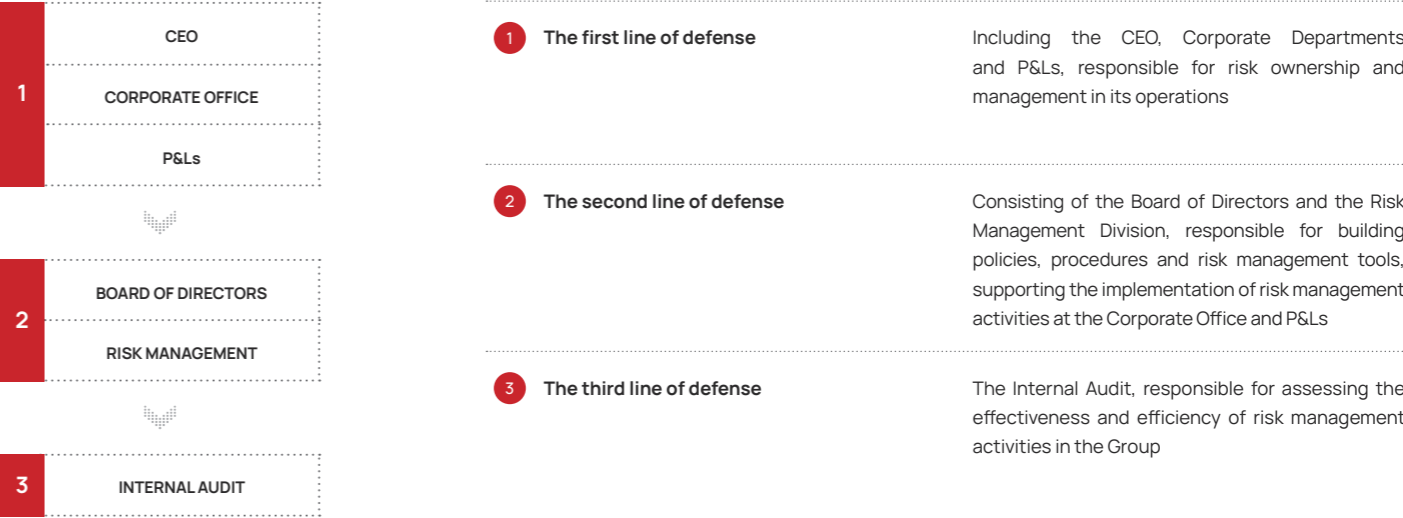 1
CEO
CORPORATE OFFICE
P&Ls
2
BOARD OF DIRECTORS
RISK MANAGEMENT
3
INTERNAL AUDIT
1 The first line of defense
Including the CEO, Corporate Departments
and P&Ls, responsible for risk ownership and
management in its operations
2 The second line of defense
Consisting of the Board of Directors and the Risk
Management Division, responsible for building
policies, procedures and risk management tools,
supporting the implementation of risk management
activities at the Corporate Office and P&Ls
3 The third line of defense
The Internal Audit, responsible for assessing the
effectiveness and efficiency of risk management
activities in the Group